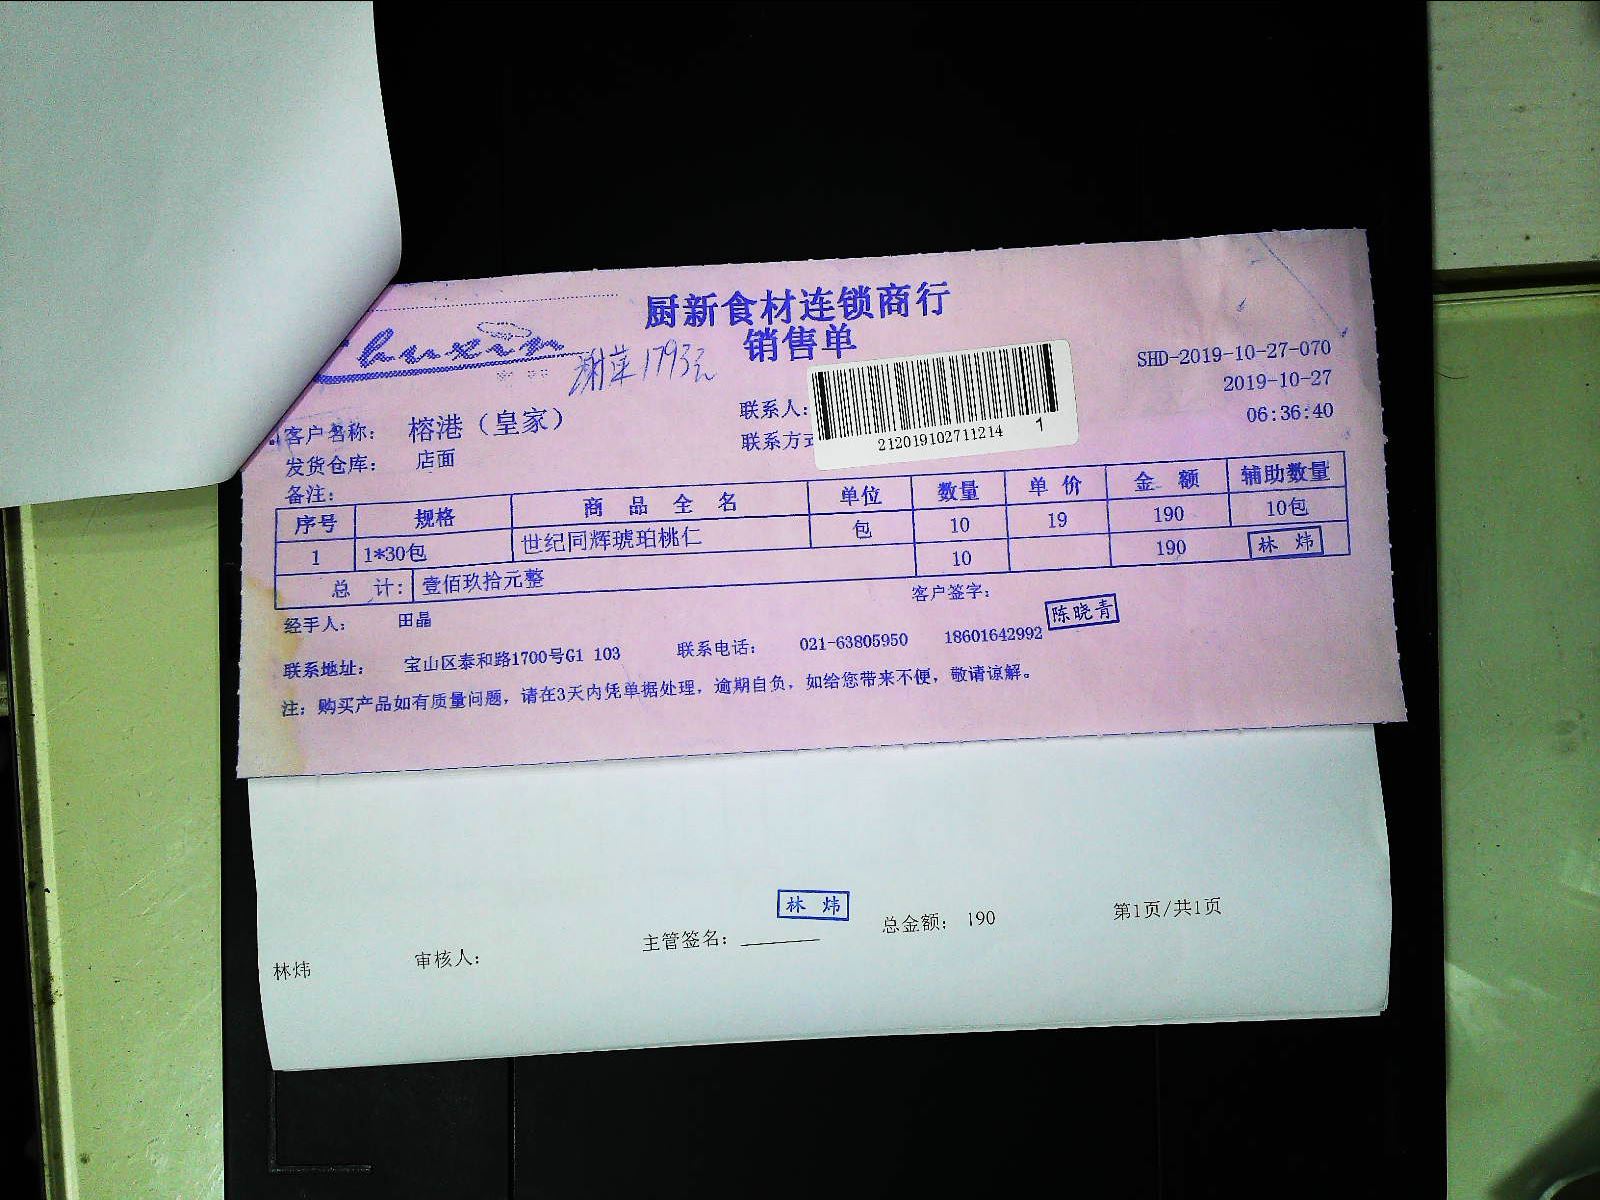 厨新食材连锁商行
销售单
Chuxin
谢萍1793元
SHD-2019-10-27-070
2019-10-27
06:36:40
客户名称: 榕港（皇家） 联系人:
发货仓库: 店面 联系方式
212019102711214 1
备注:
序号 规格 商品全名 单位 数量 单价 金额 辅助数量
1 1*30包 世纪同辉琥珀桃仁 包 10 19 190 10包
总计: 壹佰玖拾元整 10 190 林炜
经手人: 田晶 客户签字: 陈晓青
联系地址: 宝山区泰和路1700号G1 103 联系电话: 021-63805950 18601642992
注: 购买产品如有质量问题, 请在3天内凭单据处理, 逾期自负, 如给您带来不便, 敬请谅解。
林炜
林炜 审核人: 主管签名: 总金额: 190 第1页/共1页